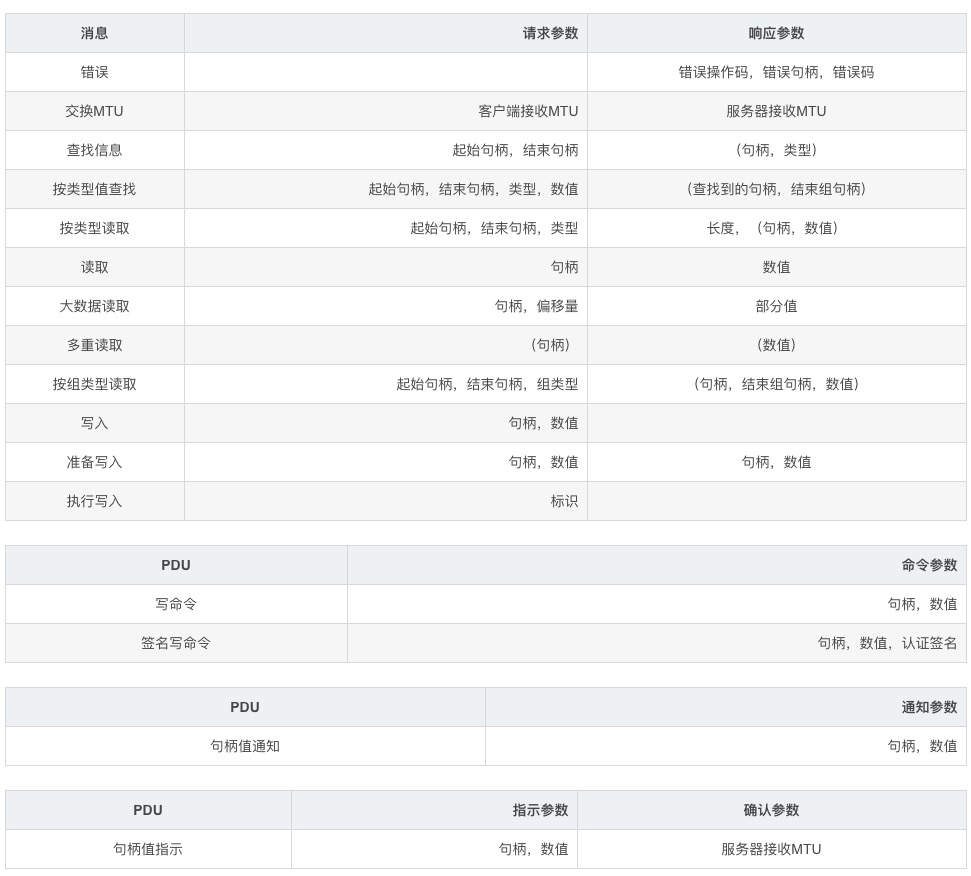 消息 请求参数 响应参数
错误 错误操作码，错误句柄，错误码
交换MTU 客户端接收MTU 服务器接收MTU
查找信息 起始句柄，结束句柄 （句柄，类型）
按类型值查找 起始句柄，结束句柄，类型，数值 （查找到的句柄，结束组句柄）
按类型读取 起始句柄，结束句柄，类型 长度，（句柄，数值）
读取 句柄 数值
大数据读取 句柄，偏移量 部分值
多重读取 （句柄） （数值）
按组类型读取 起始句柄，结束句柄，组类型 （句柄，结束组句柄，数值）
写入 句柄，数值
准备写入 句柄，数值 句柄，数值
执行写入 标识
PDU 命令参数
写命令 句柄，数值
签名写命令 句柄，数值，认证签名
PDU 通知参数
句柄值通知 句柄，数值
PDU 指示参数 确认参数
句柄值指示 句柄，数值 服务器接收MTU